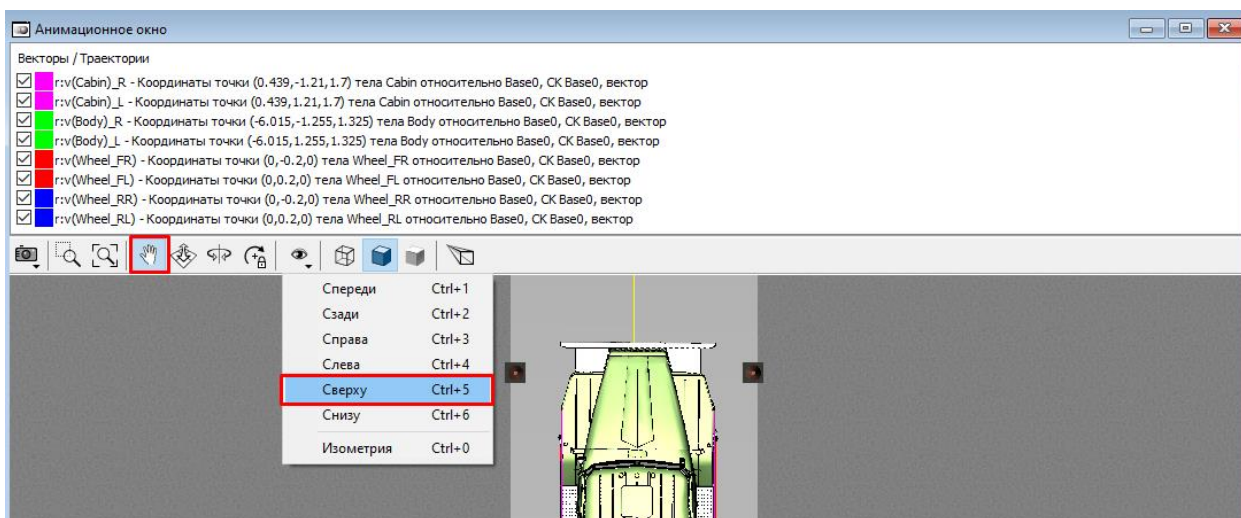 Анимационное окно
Векторы / Траектории
r:v(Cabin)_R - Координаты точки (0.439,-1.21,1.7) тела Cabin относительно Base0, СК Base0, вектор
r:v(Cabin)_L - Координаты точки (0.439,1.21,1.7) тела Cabin относительно Base0, СК Base0, вектор
r:v(Body)_R - Координаты точки (-6.015,-1.255,1.325) тела Body относительно Base0, СК Base0, вектор
r:v(Body)_L - Координаты точки (-6.015,1.255,1.325) тела Body относительно Base0, СК Base0, вектор
r:v(Wheel_FR) - Координаты точки (0,-0.2,0) тела Wheel_FR относительно Base0, СК Base0, вектор
r:v(Wheel_FL) - Координаты точки (0,0.2,0) тела Wheel_FL относительно Base0, СК Base0, вектор
r:v(Wheel_RR) - Координаты точки (0,-0.2,0) тела Wheel_RR относительно Base0, СК Base0, вектор
r:v(Wheel_RL) - Координаты точки (0,0.2,0) тела Wheel_RL относительно Base0, СК Base0, вектор
Спереди Ctrl+1
Сзади Ctrl+2
Справа Ctrl+3
Слева Ctrl+4
Сверху Ctrl+5
Снизу Ctrl+6
Изометрия Ctrl+0